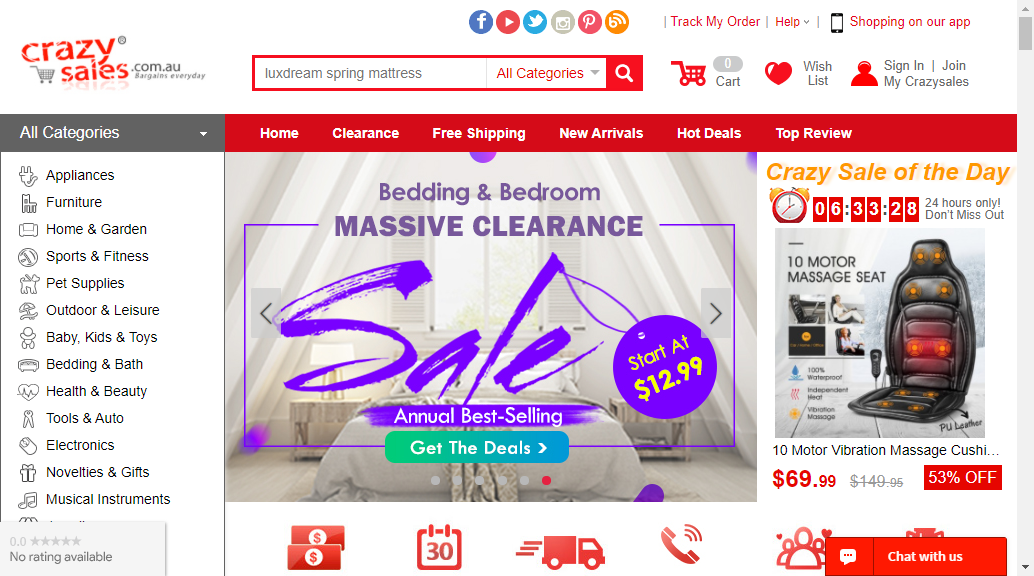 Track My Order | Help | Shopping on our app
crazy sales .com.au
Bargains everyday
luxdream spring mattress
All Categories
0
Cart
Wish List
Sign In | Join
My Crazysales
All Categories
Home
Clearance
Free Shipping
New Arrivals
Hot Deals
Top Review
Appliances
Furniture
Home & Garden
Sports & Fitness
Pet Supplies
Outdoor & Leisure
Baby, Kids & Toys
Bedding & Bath
Health & Beauty
Tools & Auto
Electronics
Novelties & Gifts
Musical Instruments
Bedding & Bedroom
MASSIVE CLEARANCE
Sale
Start At
$12.99
Annual Best-Selling
Get The Deals >
Crazy Sale of the Day
06:33:28
24 hours only!
Don't Miss Out
10 MOTOR
MASSAGE SEAT
100%
Waterproof
Independent
Heat
Vibration
Massage
PU Leather
10 Motor Vibration Massage Cushi...
$69.99 $149.95 53% OFF
0.0
No rating available
$
$
30
Chat with us